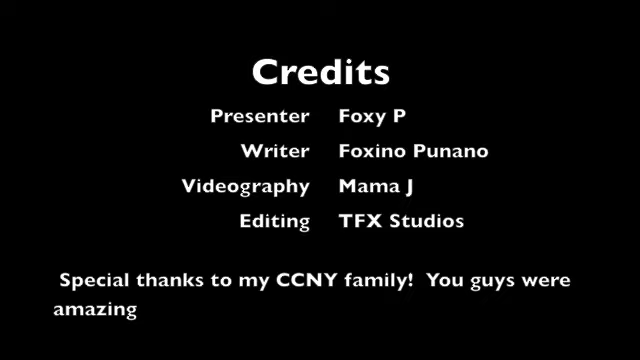 Credits
Presenter Foxy P
Writer Foxino Punano
Videography Mama J
Editing TFX Studios
Special thanks to my CCNY family! You guys were
amazing